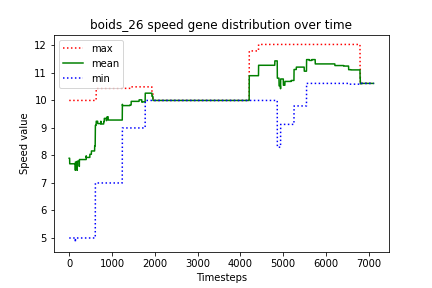 boids_26 speed gene distribution over time
max
mean
min
Speed value
12
11
10
9
8
7
6
5
0 1000 2000 3000 4000 5000 6000 7000
Timesteps